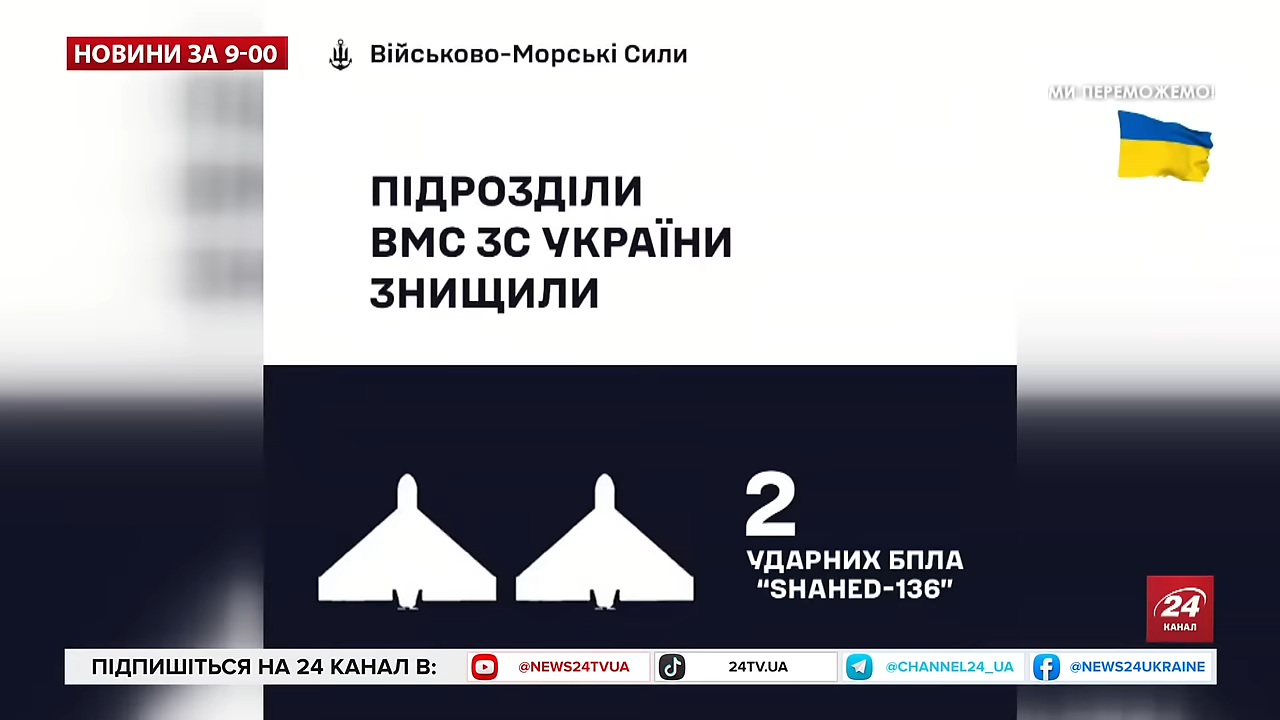 НОВИНИ ЗА 9-00
Військово-Морські Сили
МИ ПЕРЕМОЖЕМО!
ПІДРОЗДІЛИ
ВМС ЗС УКРАЇНИ
ЗНИЩИЛИ
2
УДАРНИХ БПЛА
“SHAHED-136”
24
КАНАЛ
ПІДПИШІТЬСЯ НА 24 КАНАЛ В:
@NEWS24TVUA
24TV.UA
@CHANNEL24_UA
@NEWS24UKRAINE